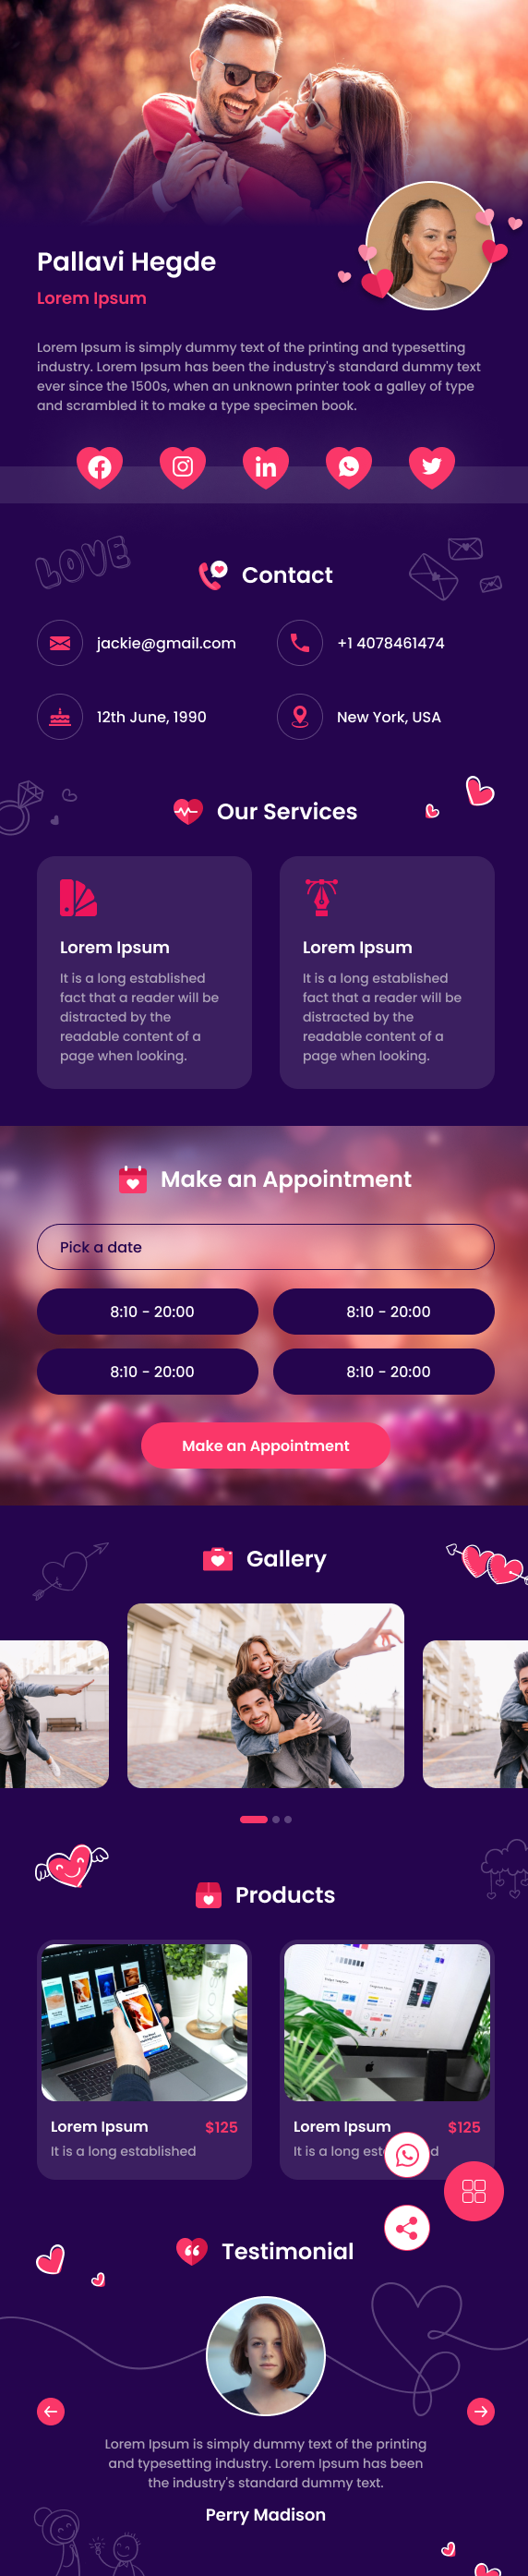 Pallavi Hegde
Lorem Ipsum
Lorem Ipsum is simply dummy text of the printing and typesetting
industry. Lorem Ipsum has been the industry's standard dummy text
ever since the 1500s, when an unknown printer took a galley of type
and scrambled it to make a type specimen book.
LOVE
Contact
jackie@gmail.com
+1 4078461474
12th June, 1990
New York, USA
Our Services
Lorem Ipsum
It is a long established
fact that a reader will be
distracted by the
readable content of a
page when looking.
Lorem Ipsum
It is a long established
fact that a reader will be
distracted by the
readable content of a
page when looking.
Make an Appointment
Pick a date
8:10 - 20:00
8:10 - 20:00
8:10 - 20:00
8:10 - 20:00
Make an Appointment
Gallery
Products
Lorem Ipsum
$125
It is a long established
Lorem Ipsum
$125
It is a long
Testimonial
Lorem Ipsum is simply dummy text of the printing
and typesetting industry. Lorem Ipsum has been
the industry's standard dummy text.
Perry Madison